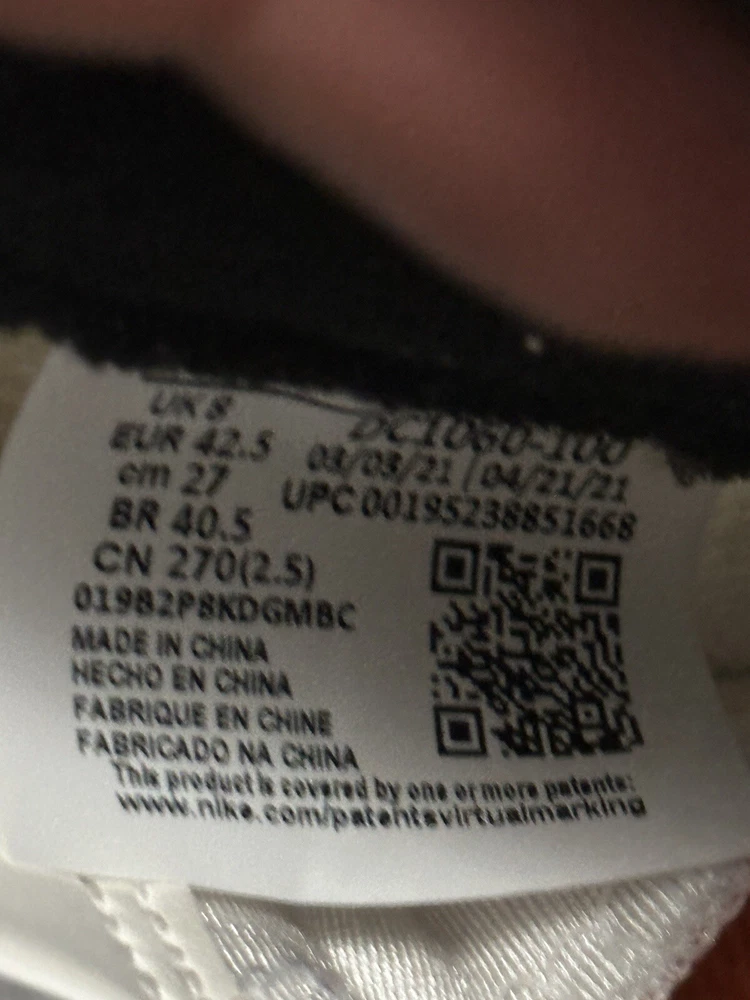 UK 8
EUR 42.5
cm 27
BR 40.5
CN 270(2.5)
019B2P8KDGMBC
DC1060-100
03/03/21 | 04/21/21
UPC 00195238851668
MADE IN CHINA
HECHO EN CHINA
FABRIQUE EN CHINE
FABRICADO NA CHINA
This product is covered by one or more patents:
www.nike.com/patentsvirtualmarking